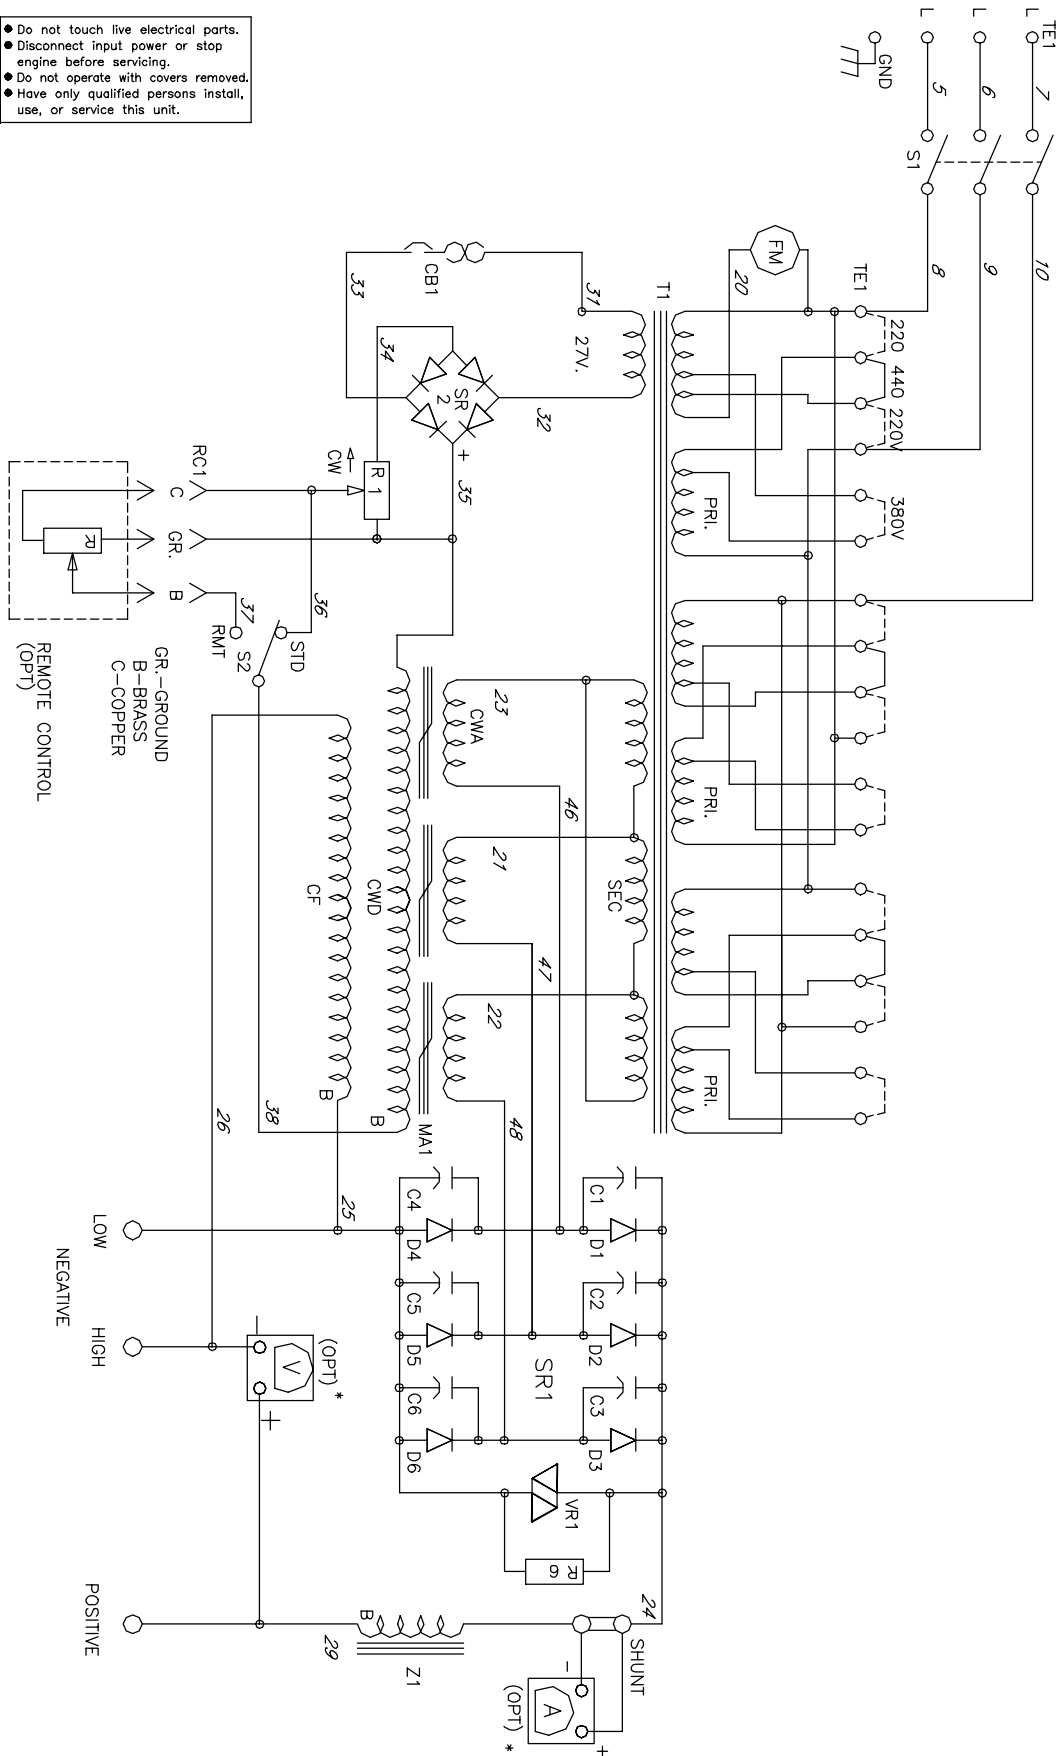 ● Do not touch live electrical parts.
● Disconnect input power or stop
engine before servicing.
● Do not operate with covers removed.
● Have only qualified persons install,
use, or service this unit.
L
L
L
TE1
GND
5
6
7
S1
8
9
10
FM
20
TE1
220
440
220V
380V
T1
31
27V.
CB1
33
34
SR
2
32
+
35
R
1
CW
RC1
C
GR.
B
R
36
37
RMT
STD
S2
REMOTE CONTROL
(OPT)
GR.-GROUND
B-BRASS
C-COPPER
PRI.
PRI.
PRI.
SEC
23
CWA
46
21
47
22
48
CWD
CF
B
B
MA1
38
26
25
C1
D1
C2
D2
C3
D3
C4
D4
C5
D5
C6
D6
SR1
VR1
R
6
24
SHUNT
-
A
+
(OPT) *
Z1
B
29
(OPT) *
V
-
+
LOW
HIGH
NEGATIVE
POSITIVE